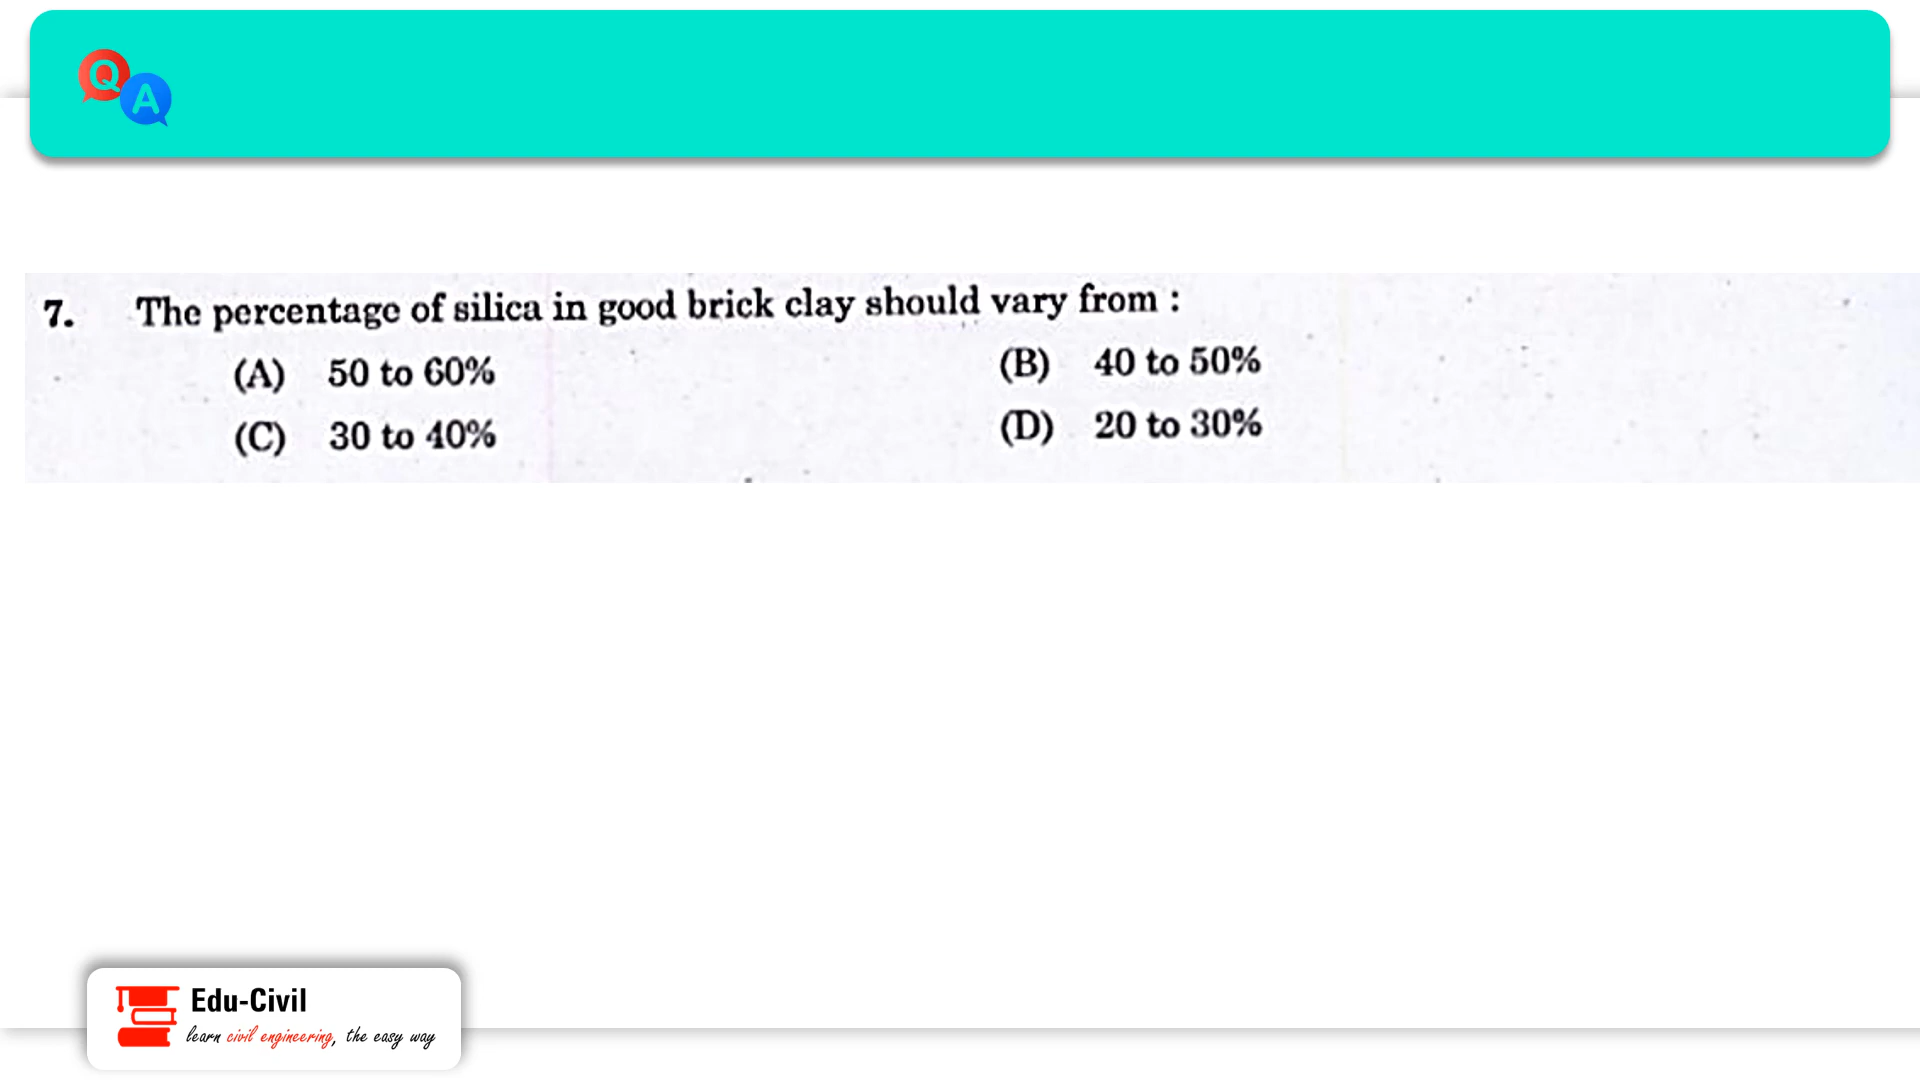 Q
A
7. The percentage of silica in good brick clay should vary from :
(A) 50 to 60% (B) 40 to 50%
(C) 30 to 40% (D) 20 to 30%
Edu-Civil
learn civil engineering, the easy way